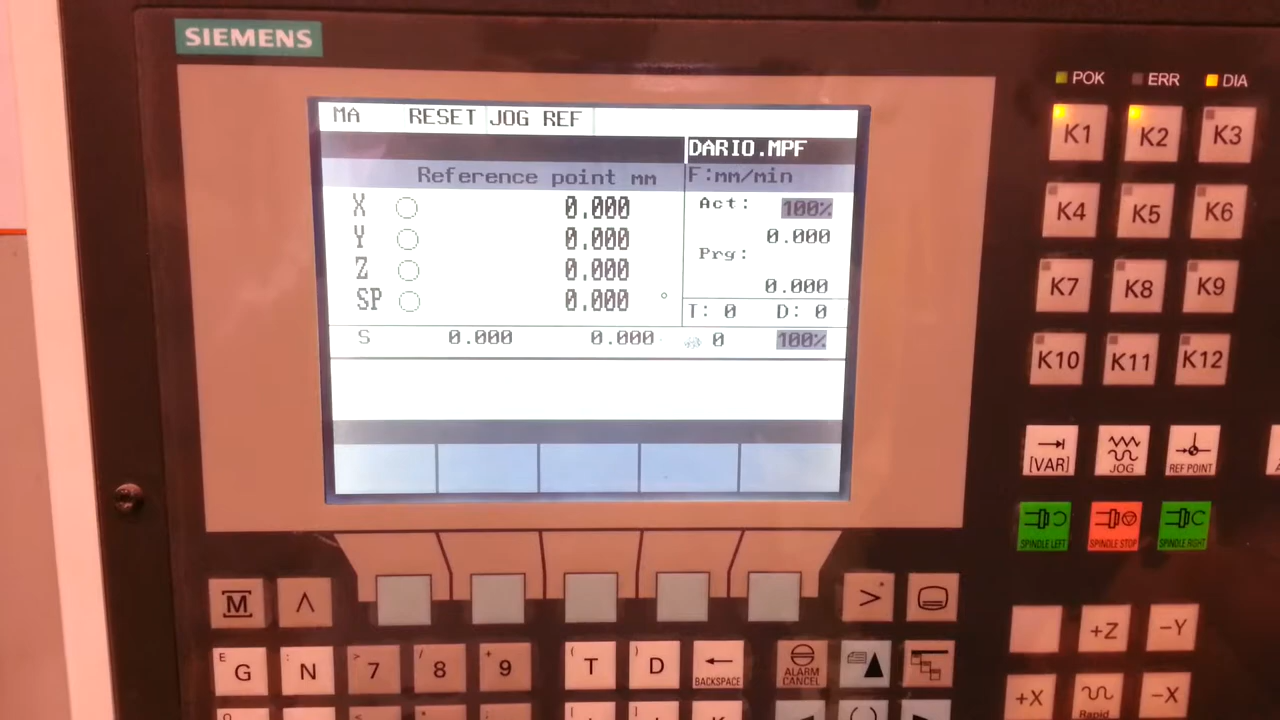 SIEMENS
POK ERR DIA
MA RESET JOG REF
DARIO.MPF
Reference point mm F:mm/min
X 0.000 Act: 100%
Y 0.000 0.000
Z 0.000 Prg:
SP 0.000 ° 0.000
T: 0 D: 0
S 0.000 0.000 0 100%
K1 K2 K3
K4 K5 K6
K7 K8 K9
K10 K11 K12
[VAR] JOG REF POINT
SPINDLE LEFT SPINDLE STOP SPINDLE RIGHT
M
+Z -Y
+X Rapid -X
E G : N > 7 / 8 + 9 ( T ) D BACKSPACE ALARM CANCEL